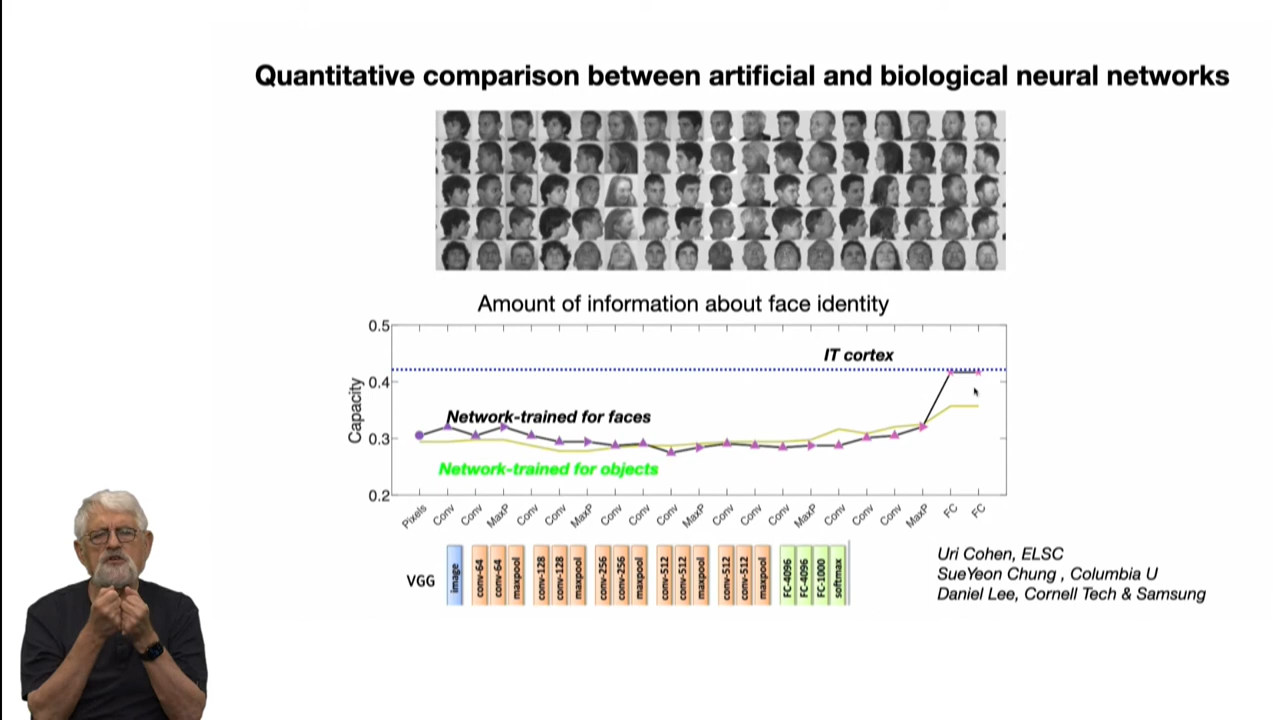 Quantitative comparison between artificial and biological neural networks
Amount of information about face identity
0.5
IT cortex
0.4
Capacity
Network-trained for faces
0.3
Network-trained for objects
0.2
Pixels Conv Conv MaxP Conv Conv MaxP Conv Conv Conv MaxP Conv Conv Conv MaxP Conv Conv Conv MaxP FC FC
VGG
image
conv-64
conv-64
maxpool
conv-128
conv-128
maxpool
conv-256
conv-256
maxpool
conv-512
conv-512
maxpool
conv-512
conv-512
maxpool
FC-4096
FC-4096
FC-1000
softmax
Uri Cohen, ELSC
SueYeon Chung , Columbia U
Daniel Lee, Cornell Tech & Samsung